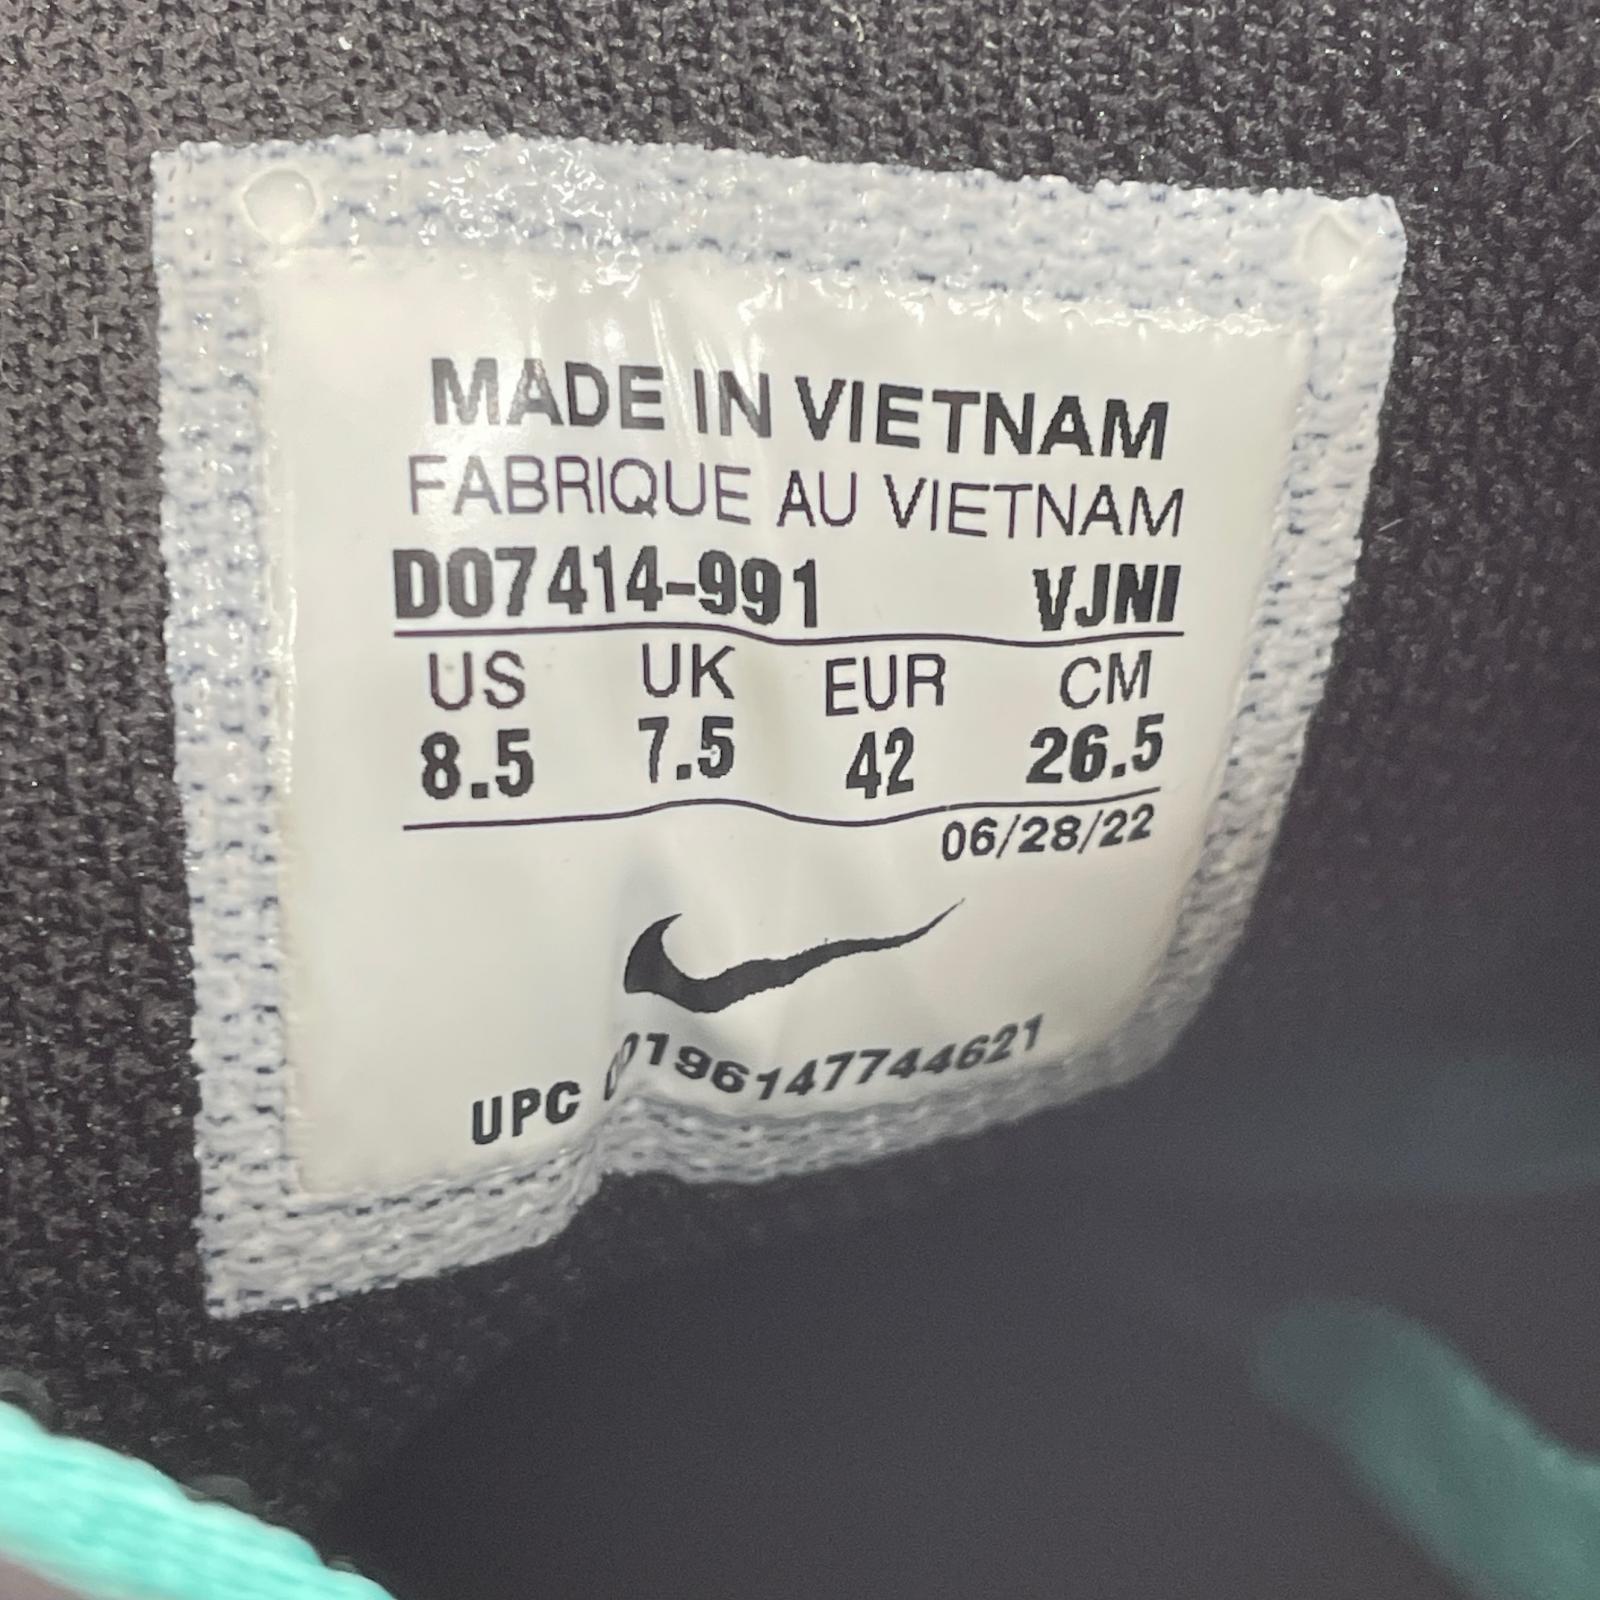 MADE IN VIETNAM
FABRIQUE AU VIETNAM
DO7414-991 VJNI
US UK EUR CM
8.5 7.5 42 26.5
06/28/22
UPC 00196147744621